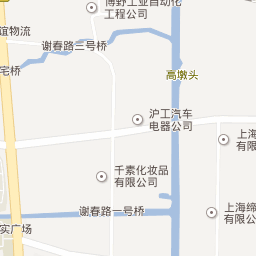 博野工业自动化
工程公司
谊物流
谢春路三号桥
宅桥
高墩头
沪工汽车
电器公司
上海
有限
千素化妆品
有限公司
谢春路一号桥
上海缔
有限公
实广场